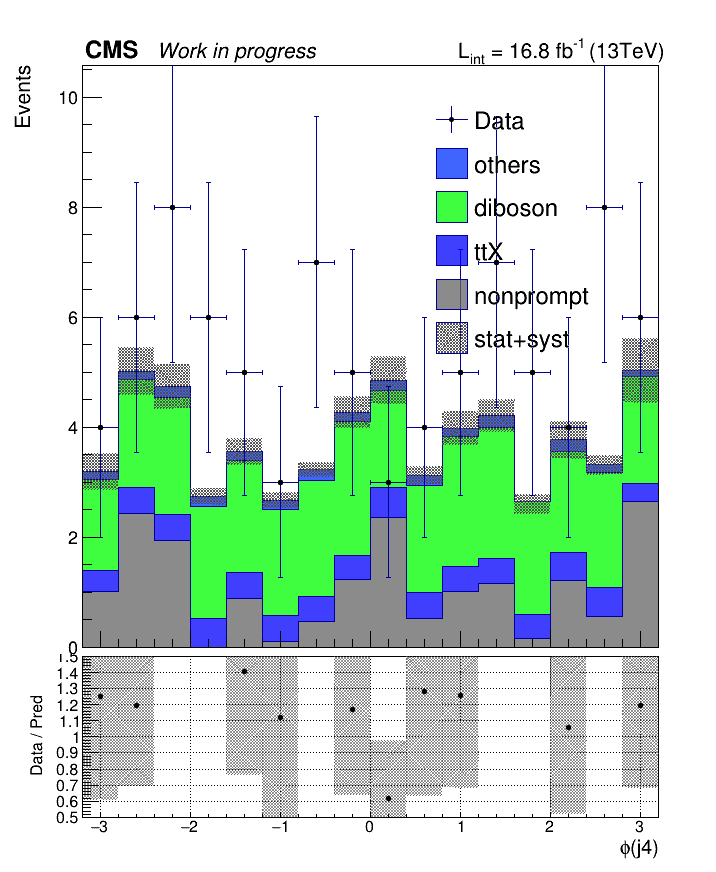 CMS Work in progress L_int = 16.8 fb⁻¹ (13TeV)
Events
10
8
6
4
2
0
Data
others
diboson
ttX
nonprompt
stat+syst
Data / Pred
1.5
1.4
1.3
1.2
1.1
1
0.9
0.8
0.7
0.6
0.5
−3 −2 −1 0 1 2 3
ϕ(j4)